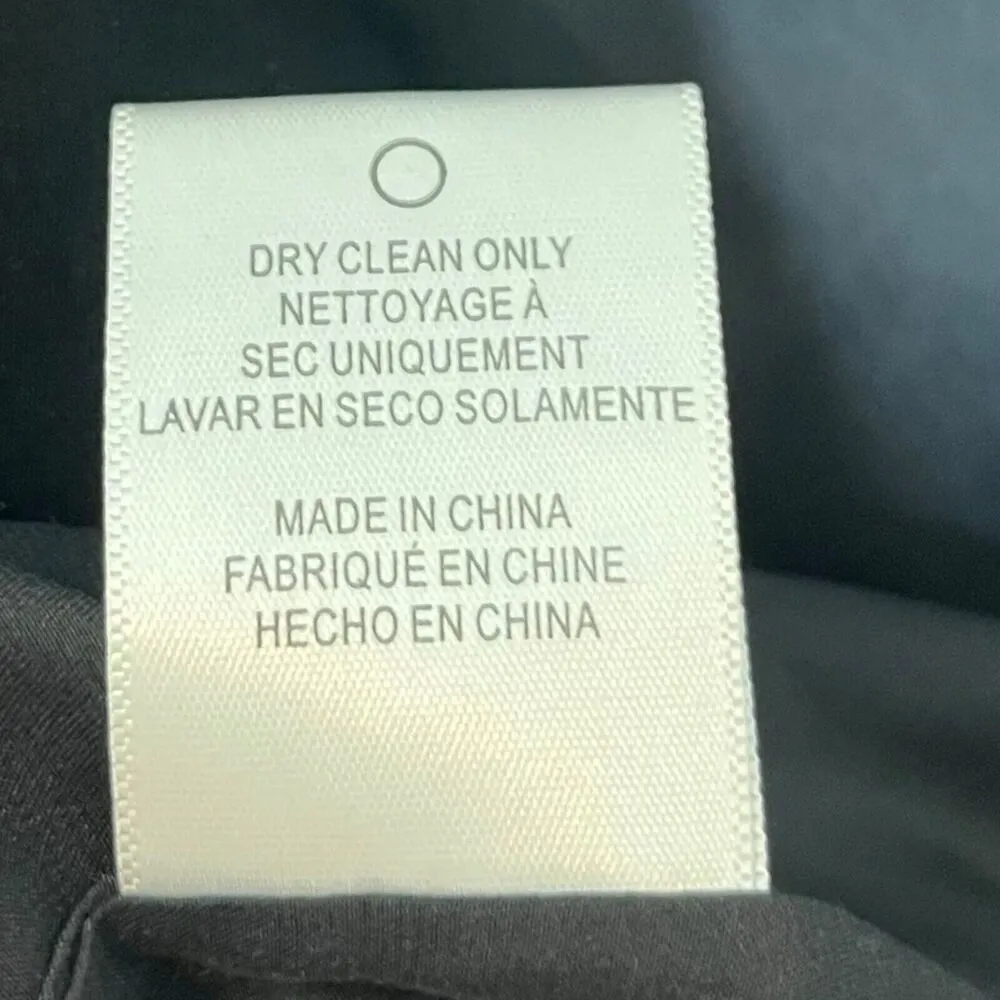 DRY CLEAN ONLY
NETTOYAGE À
SEC UNIQUEMENT
LAVAR EN SECO SOLAMENTE
MADE IN CHINA
FABRIQUÉ EN CHINE
HECHO EN CHINA